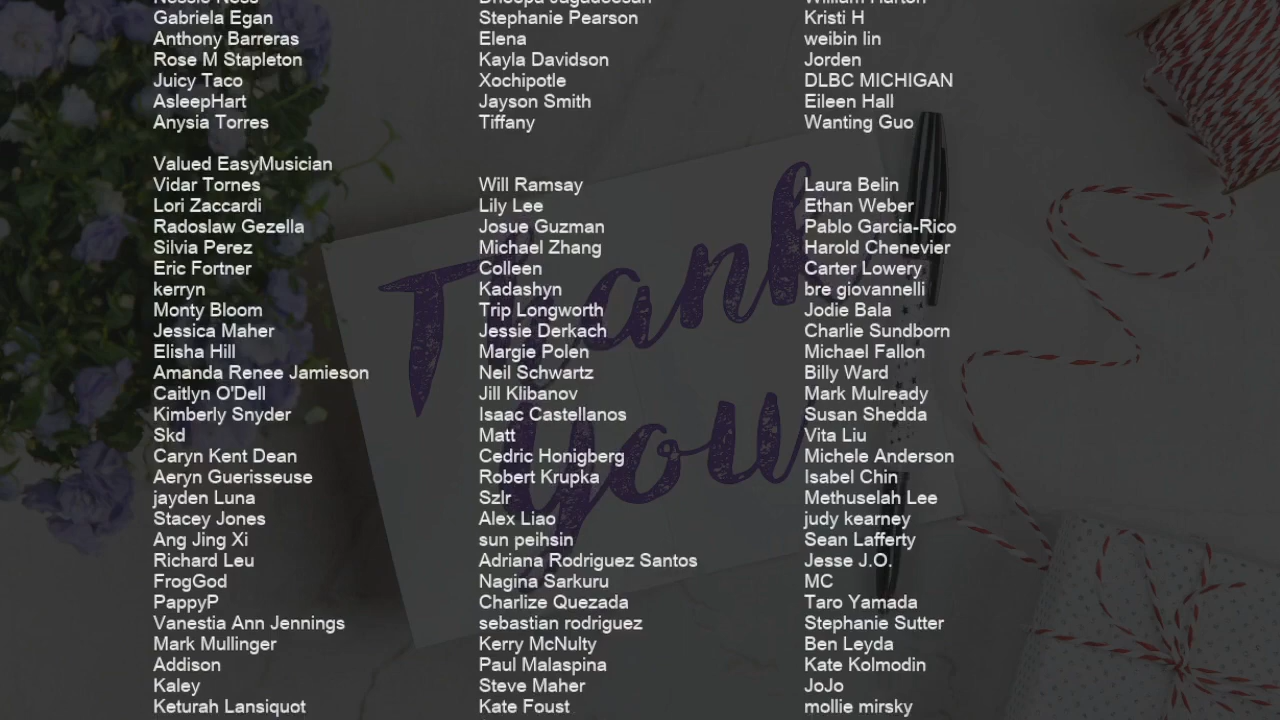 Gabriela Egan
Anthony Barreras
Rose M Stapleton
Juicy Taco
AsleepHart
Anysia Torres
Stephanie Pearson
Elena
Kayla Davidson
Xochipotle
Jayson Smith
Tiffany
Kristi H
weibin lin
Jorden
DLBC MICHIGAN
Eileen Hall
Wanting Guo
Valued EasyMusician
Vidar Tornes
Lori Zaccardi
Radoslaw Gezella
Silvia Perez
Eric Fortner
kerryn
Monty Bloom
Jessica Maher
Elisha Hill
Amanda Renee Jamieson
Caitlyn O'Dell
Kimberly Snyder
Skd
Caryn Kent Dean
Aeryn Guerisseuse
jayden Luna
Stacey Jones
Ang Jing Xi
Richard Leu
FrogGod
PappyP
Vanestia Ann Jennings
Mark Mullinger
Addison
Kaley
Keturah Lansiquot
Will Ramsay
Lily Lee
Josue Guzman
Michael Zhang
Colleen
Kadashyn
Trip Longworth
Jessie Derkach
Margie Polen
Neil Schwartz
Jill Klibanov
Isaac Castellanos
Matt
Cedric Honigberg
Robert Krupka
Szlr
Alex Liao
sun peihsin
Adriana Rodriguez Santos
Nagina Sarkuru
Charlize Quezada
sebastian rodriguez
Kerry McNulty
Paul Malaspina
Steve Maher
Kate Foust
Laura Belin
Ethan Weber
Pablo Garcia-Rico
Harold Chenevier
Carter Lowery
bre giovannelli
Jodie Bala
Charlie Sundborn
Michael Fallon
Billy Ward
Mark Mulready
Susan Shedda
Vita Liu
Michele Anderson
Isabel Chin
Methuselah Lee
judy kearney
Sean Lafferty
Jesse J.O.
MC
Taro Yamada
Stephanie Sutter
Ben Leyda
Kate Kolmodin
JoJo
mollie mirsky
Thank
you